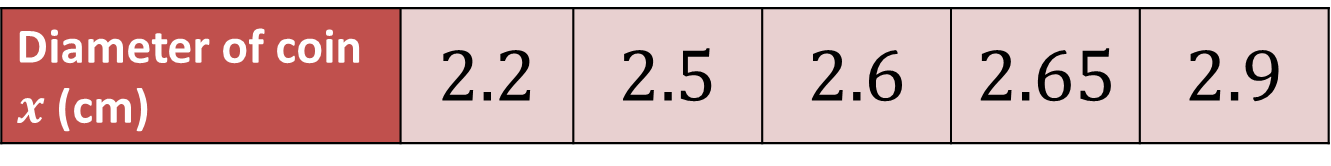 Diameter of coin
x (cm) 2.2 2.5 2.6 2.65 2.9